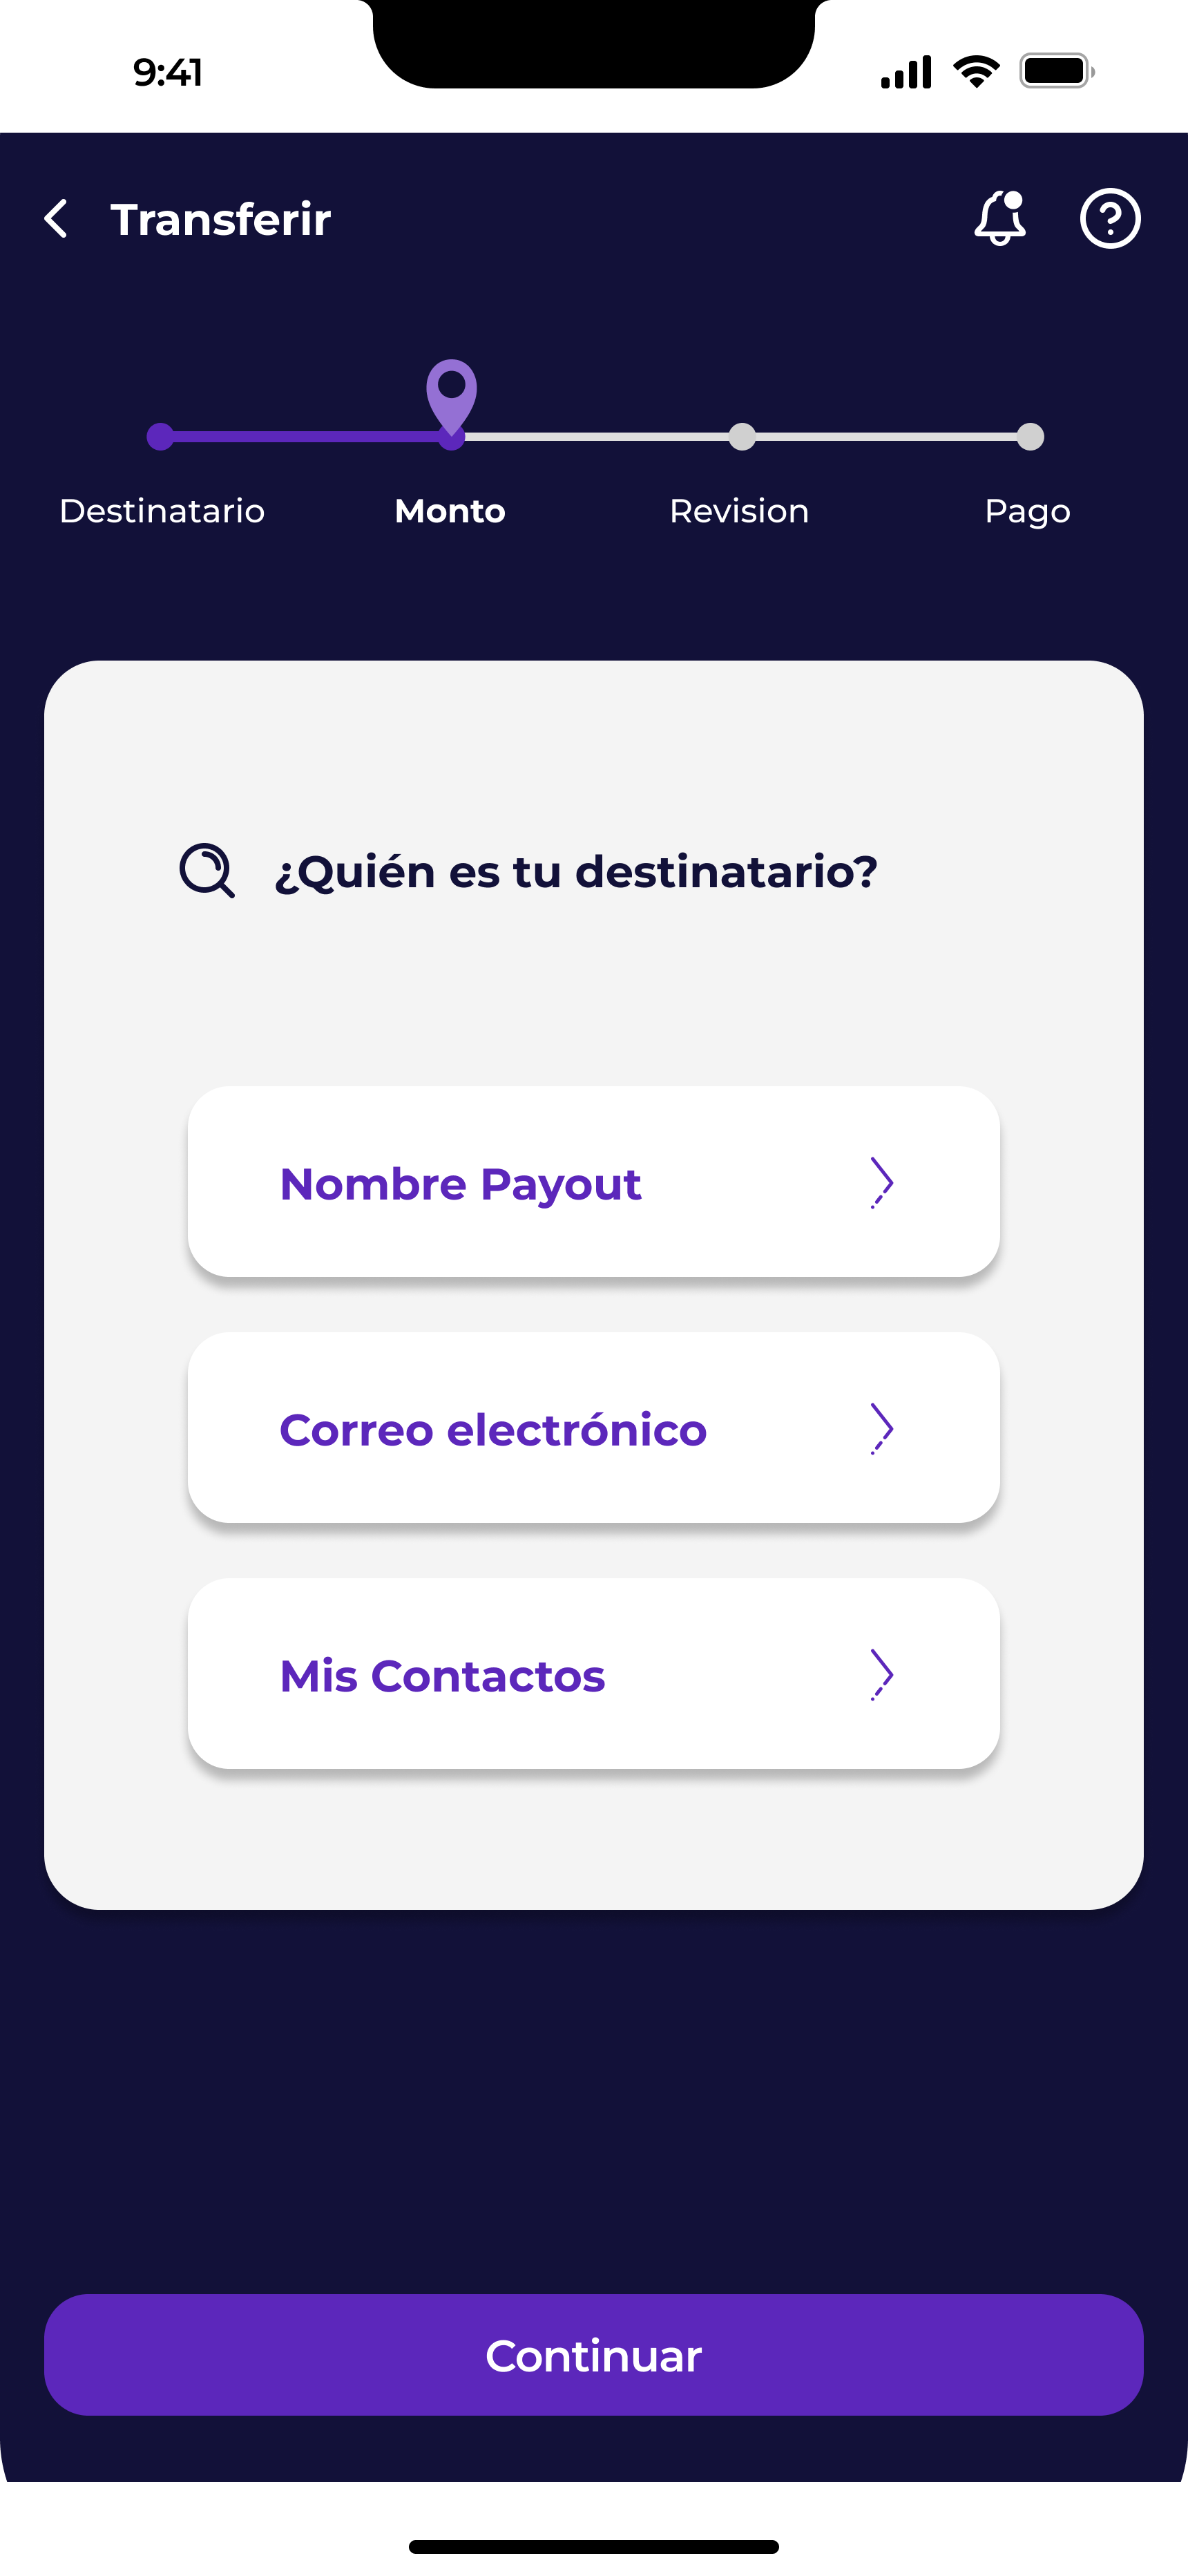 9:41
Transferir
Destinatario Monto Revision Pago
¿Quién es tu destinatario?
Nombre Payout
Correo electrónico
Mis Contactos
Continuar